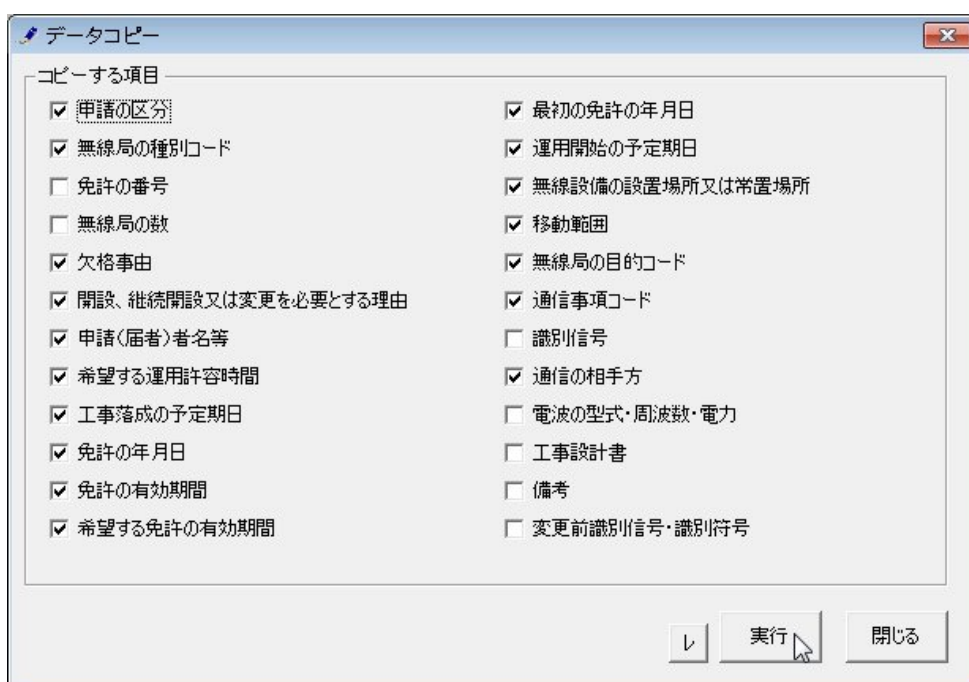 データコピー
コピーする項目
申請の区分
無線局の種別コード
免許の番号
無線局の数
欠格事由
開設、継続開設又は変更を必要とする理由
申請(届者)者名等
希望する運用許容時間
工事落成の予定期日
免許の年月日
免許の有効期間
希望する免許の有効期間
最初の免許の年月日
運用開始の予定期日
無線設備の設置場所又は常置場所
移動範囲
無線局の目的コード
通信事項コード
識別信号
通信の相手方
電波の型式・周波数・電力
工事設計書
備考
変更前識別信号・識別符号
レ
実行
閉じる